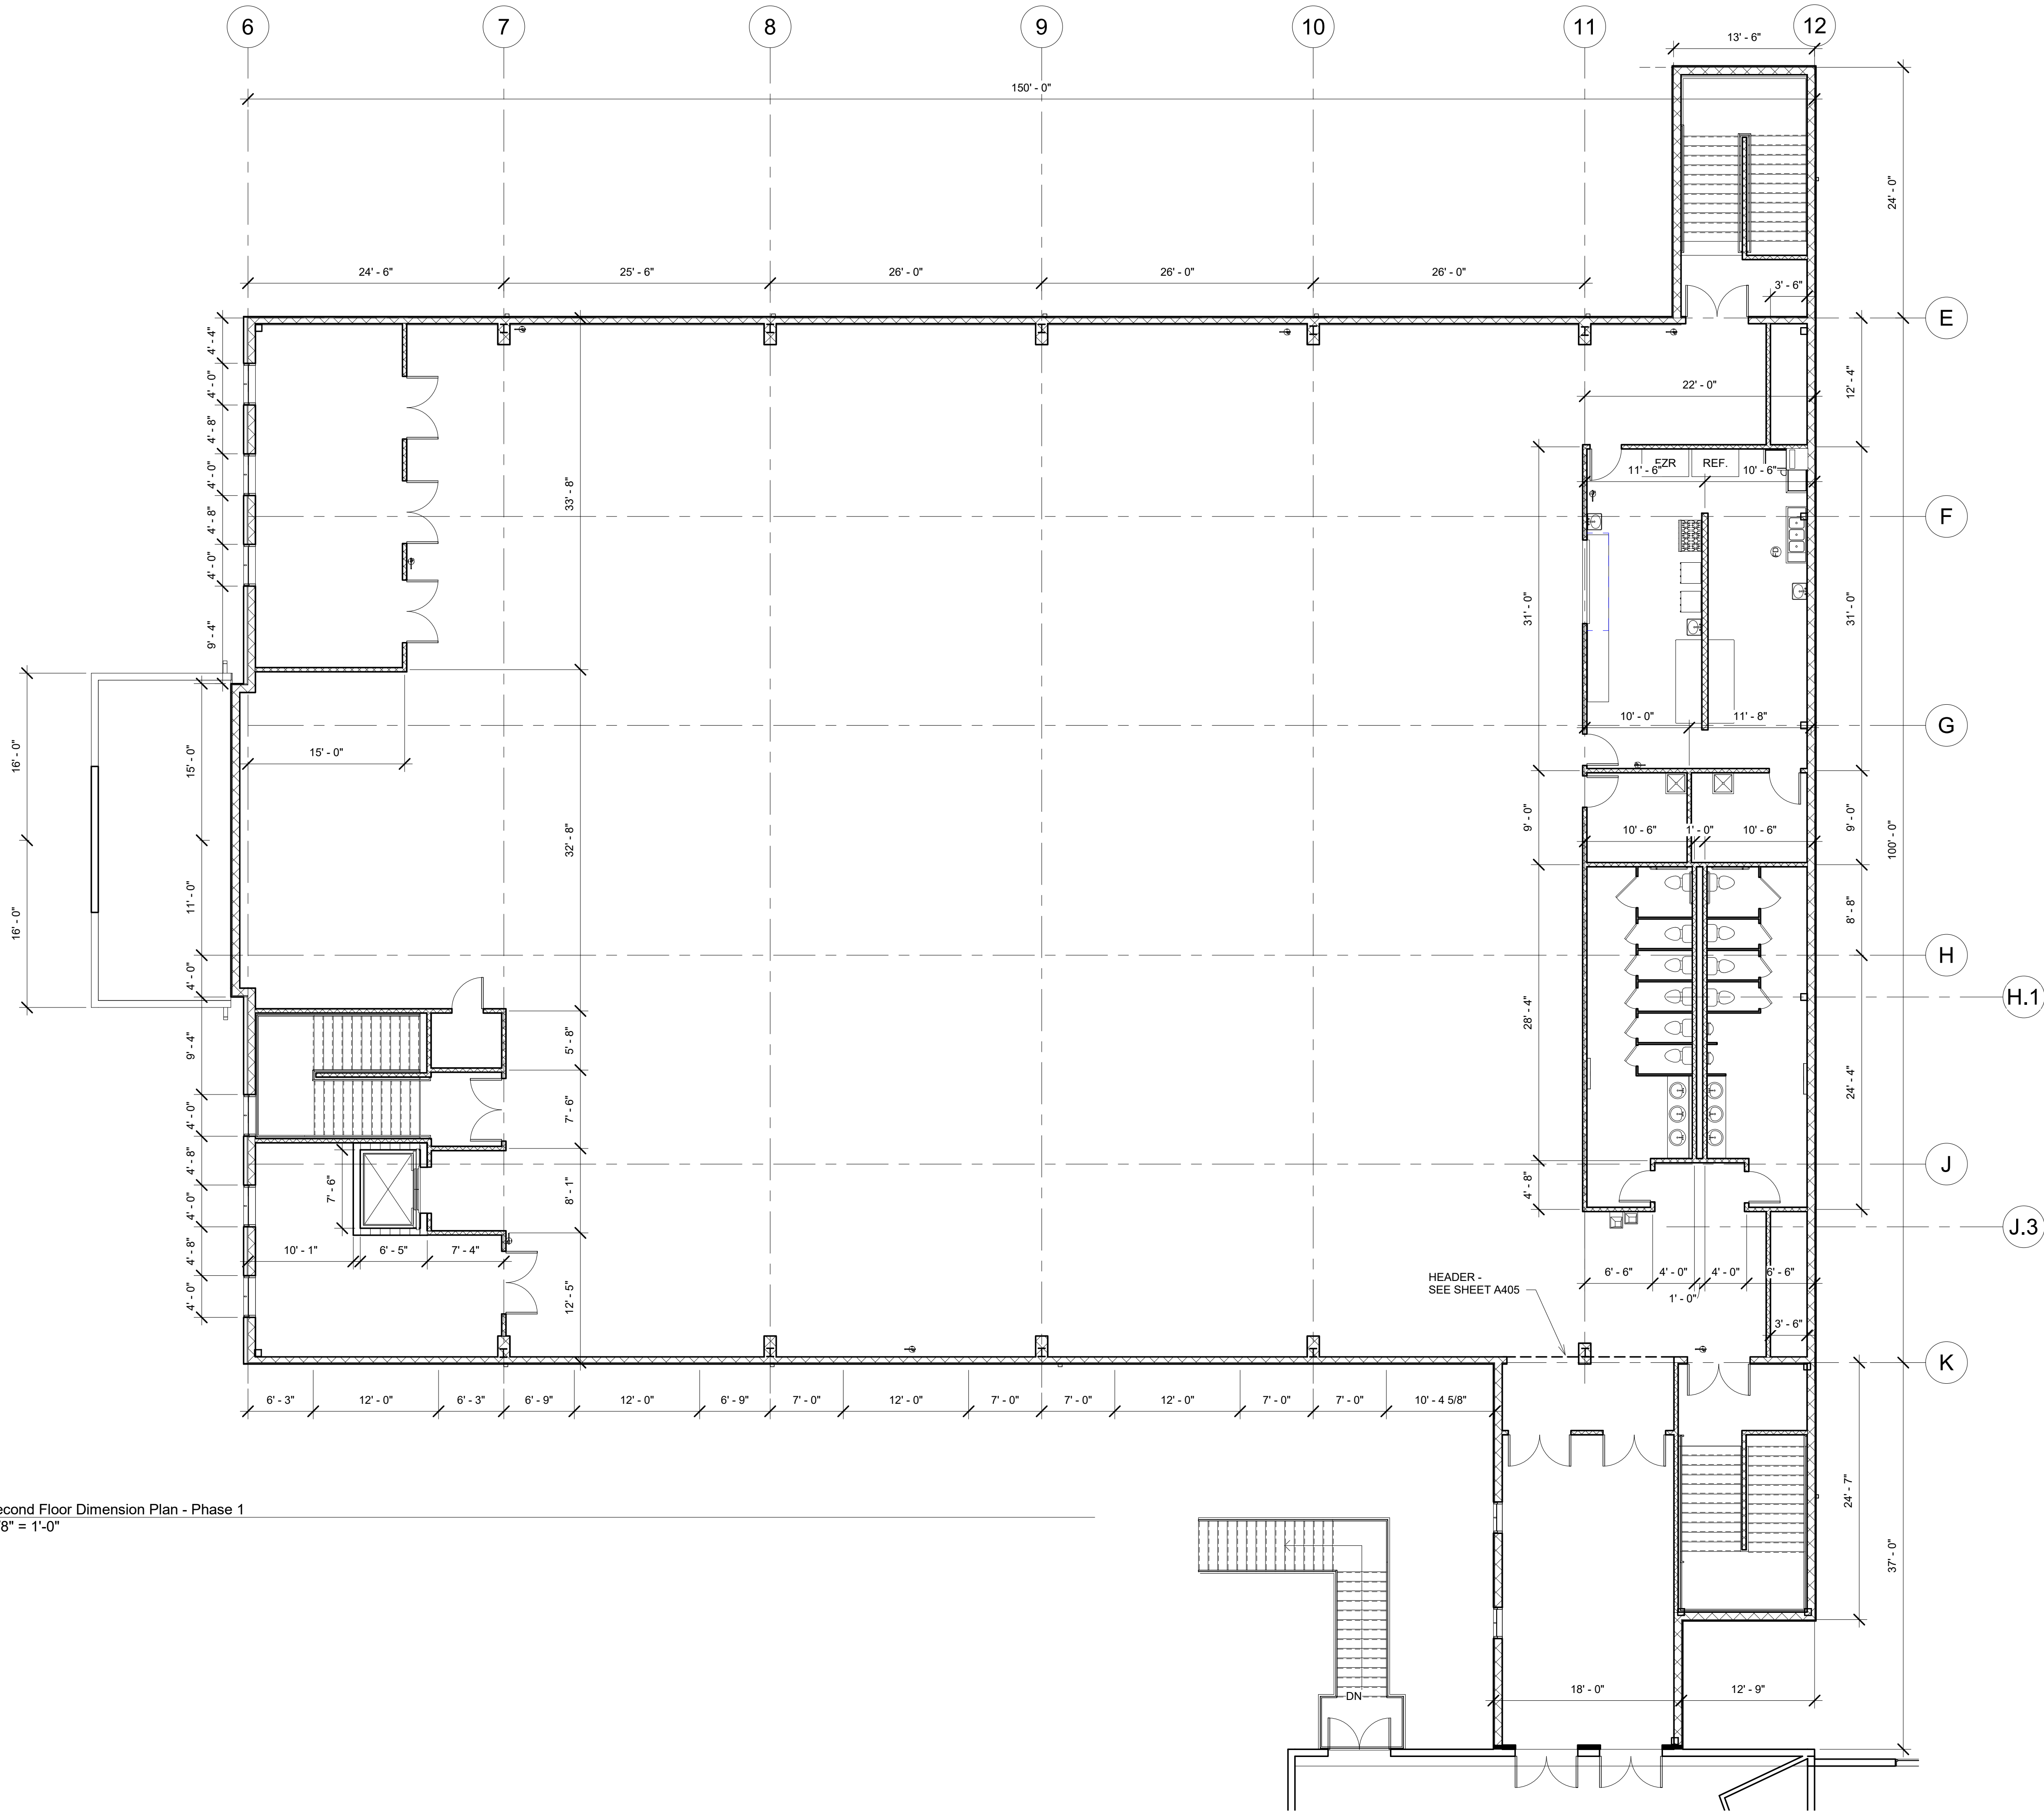 6
7
8
9
10
11
12
13' - 6"
150' - 0"
24' - 0"
24' - 6"
25' - 6"
26' - 0"
26' - 0"
26' - 0"
3' - 6"
E
4' - 4"
4' - 0"
4' - 8"
4' - 0"
4' - 8"
4' - 0"
9' - 4"
33' - 8"
22' - 0"
12' - 4"
REF.
11' - 6"
10' - 6"
F
31' - 0"
31' - 0"
16' - 0"
15' - 0"
15' - 0"
10' - 0"
11' - 8"
G
32' - 8"
9' - 0"
10' - 6"
1' - 0"
10' - 6"
9' - 0"
100' - 0"
16' - 0"
11' - 0"
4' - 0"
8' - 8"
H
H.1
9' - 4"
5' - 8"
28' - 4"
24' - 4"
4' - 0"
7' - 6"
4' - 8"
7' - 6"
8' - 1"
4' - 8"
J
4' - 0"
J.3
4' - 8"
10' - 1"
6' - 5"
7' - 4"
4' - 0"
12' - 5"
6' - 6"
4' - 0"
4' - 0"
6' - 6"
1' - 0"
HEADER -
SEE SHEET A405
3' - 6"
K
6' - 3"
12' - 0"
6' - 3"
6' - 9"
12' - 0"
6' - 9"
7' - 0"
12' - 0"
7' - 0"
7' - 0"
12' - 0"
7' - 0"
7' - 0"
10' - 4 5/8"
24' - 7"
37' - 0"
econd Floor Dimension Plan - Phase 1
/8" = 1'-0"
DN
18' - 0"
12' - 9"